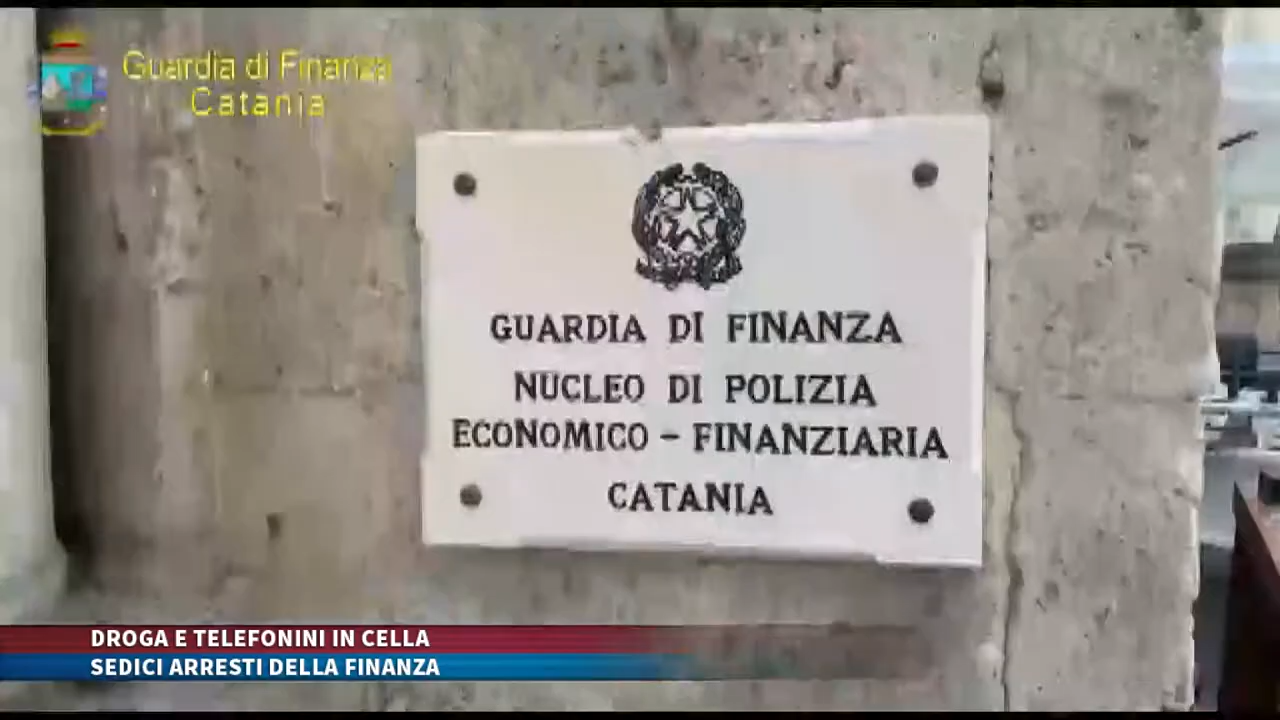 Guardia di Finanza
Catania
GUARDIA DI FINANZA
NUCLEO DI POLIZIA
ECONOMICO - FINANZIARIA
CATANIA
DROGA E TELEFONINI IN CELLA
SEDICI ARRESTI DELLA FINANZA